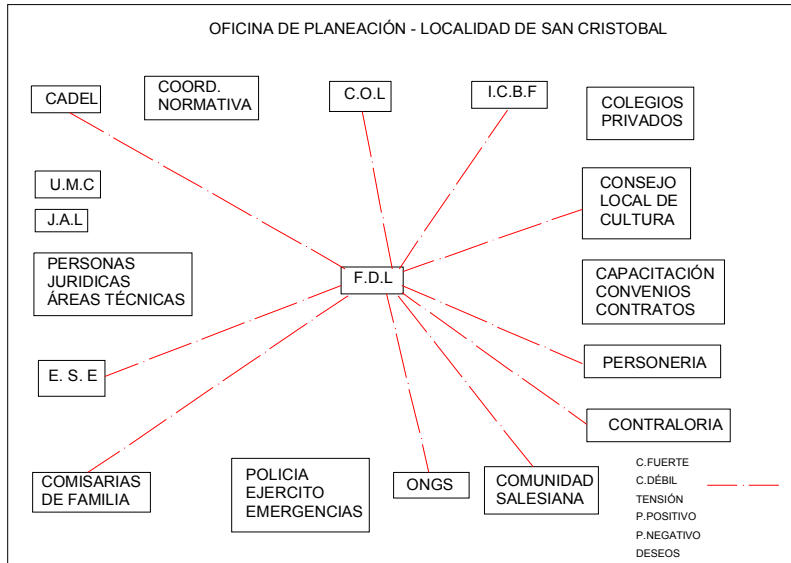 OFICINA DE PLANEACIÓN - LOCALIDAD DE SAN CRISTOBAL
CADEL
COORD.
NORMATIVA
C.O.L
I.C.B.F
COLEGIOS
PRIVADOS
U.M.C
J.A.L
CONSEJO
LOCAL DE
CULTURA
PERSONAS
JURIDICAS
ÁREAS TÉCNICAS
F.D.L
CAPACITACIÓN
CONVENIOS
CONTRATOS
E. S. E
PERSONERIA
CONTRALORIA
COMISARIAS
DE FAMILIA
POLICIA
EJERCITO
EMERGENCIAS
ONGS
COMUNIDAD
SALESIANA
C.FUERTE
C.DÉBIL
TENSIÓN
P.POSITIVO
P.NEGATIVO
DESEOS